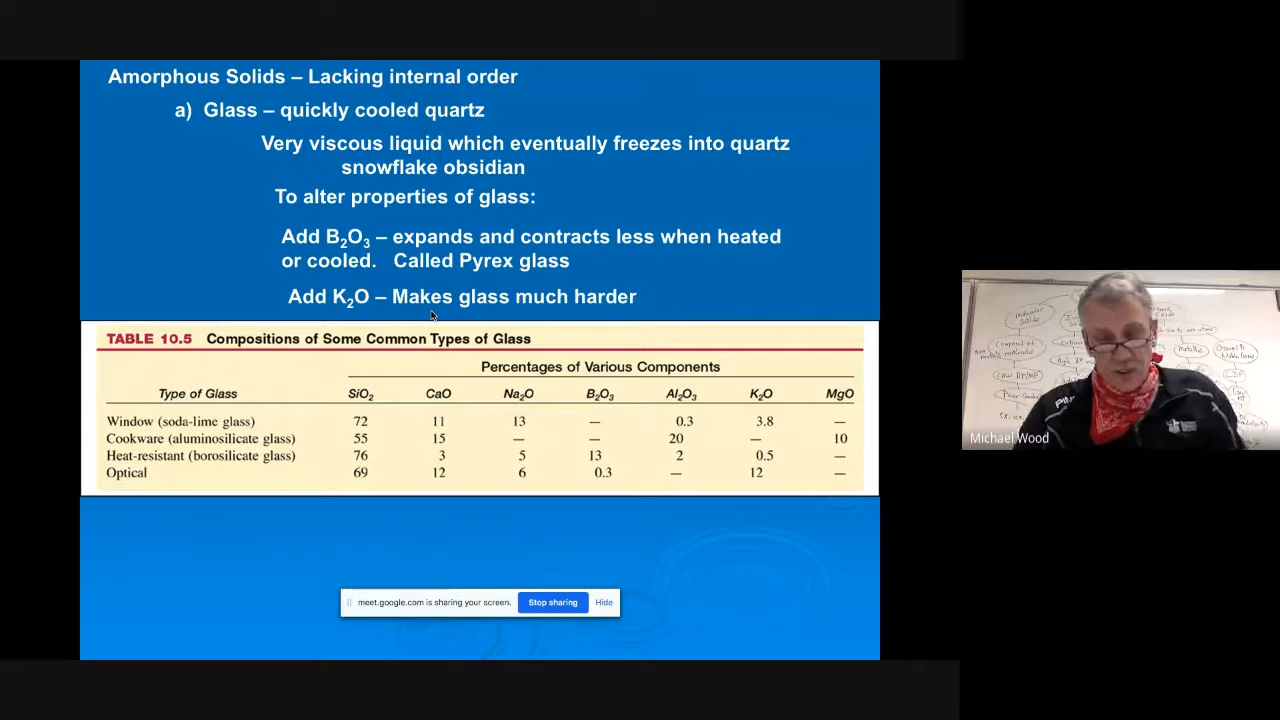 Amorphous Solids – Lacking internal order
a) Glass – quickly cooled quartz
Very viscous liquid which eventually freezes into quartz
snowflake obsidian
To alter properties of glass:
Add B₂O₃ – expands and contracts less when heated
or cooled. Called Pyrex glass
Add K₂O – Makes glass much harder
TABLE 10.5 Compositions of Some Common Types of Glass
Percentages of Various Components
Type of Glass SiO₂ CaO Na₂O B₂O₃ Al₂O₃ K₂O MgO
Window (soda-lime glass) 72 11 13 — 0.3 3.8 —
Cookware (aluminosilicate glass) 55 15 — — 20 — 10
Heat-resistant (borosilicate glass) 76 3 5 13 2 0.5 —
Optical 69 12 6 0.3 — 12 —
meet.google.com is sharing your screen. Stop sharing Hide
molecular
solids
Metallic
Michael Wood